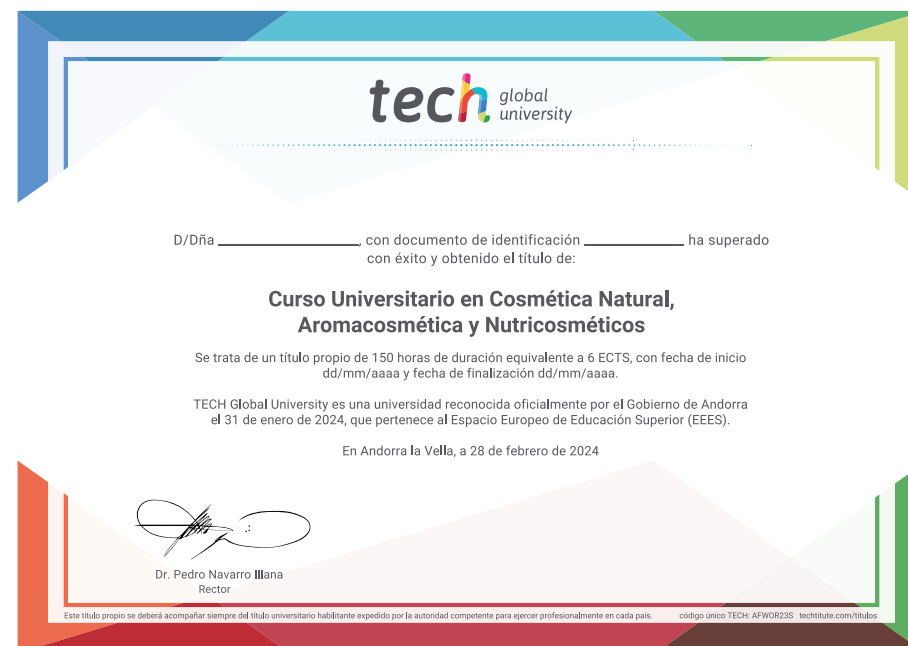 tech global university
D/Dña ____________________, con documento de identificación ______________ ha superado
con éxito y obtenido el título de:
Curso Universitario en Cosmética Natural,
Aromacosmética y Nutricosméticos
Se trata de un título propio de 150 horas de duración equivalente a 6 ECTS, con fecha de inicio
dd/mm/aaaa y fecha de finalización dd/mm/aaaa.
TECH Global University es una universidad reconocida oficialmente por el Gobierno de Andorra
el 31 de enero de 2024, que pertenece al Espacio Europeo de Educación Superior (EEES).
En Andorra la Vella, a 28 de febrero de 2024
Dr. Pedro Navarro Illana
Rector
Este título propio se deberá acompañar siempre del título universitario habilitante expedido por la autoridad competente para ejercer profesionalmente en cada país. código único TECH: AFWOR23S techtitute.com/títulos